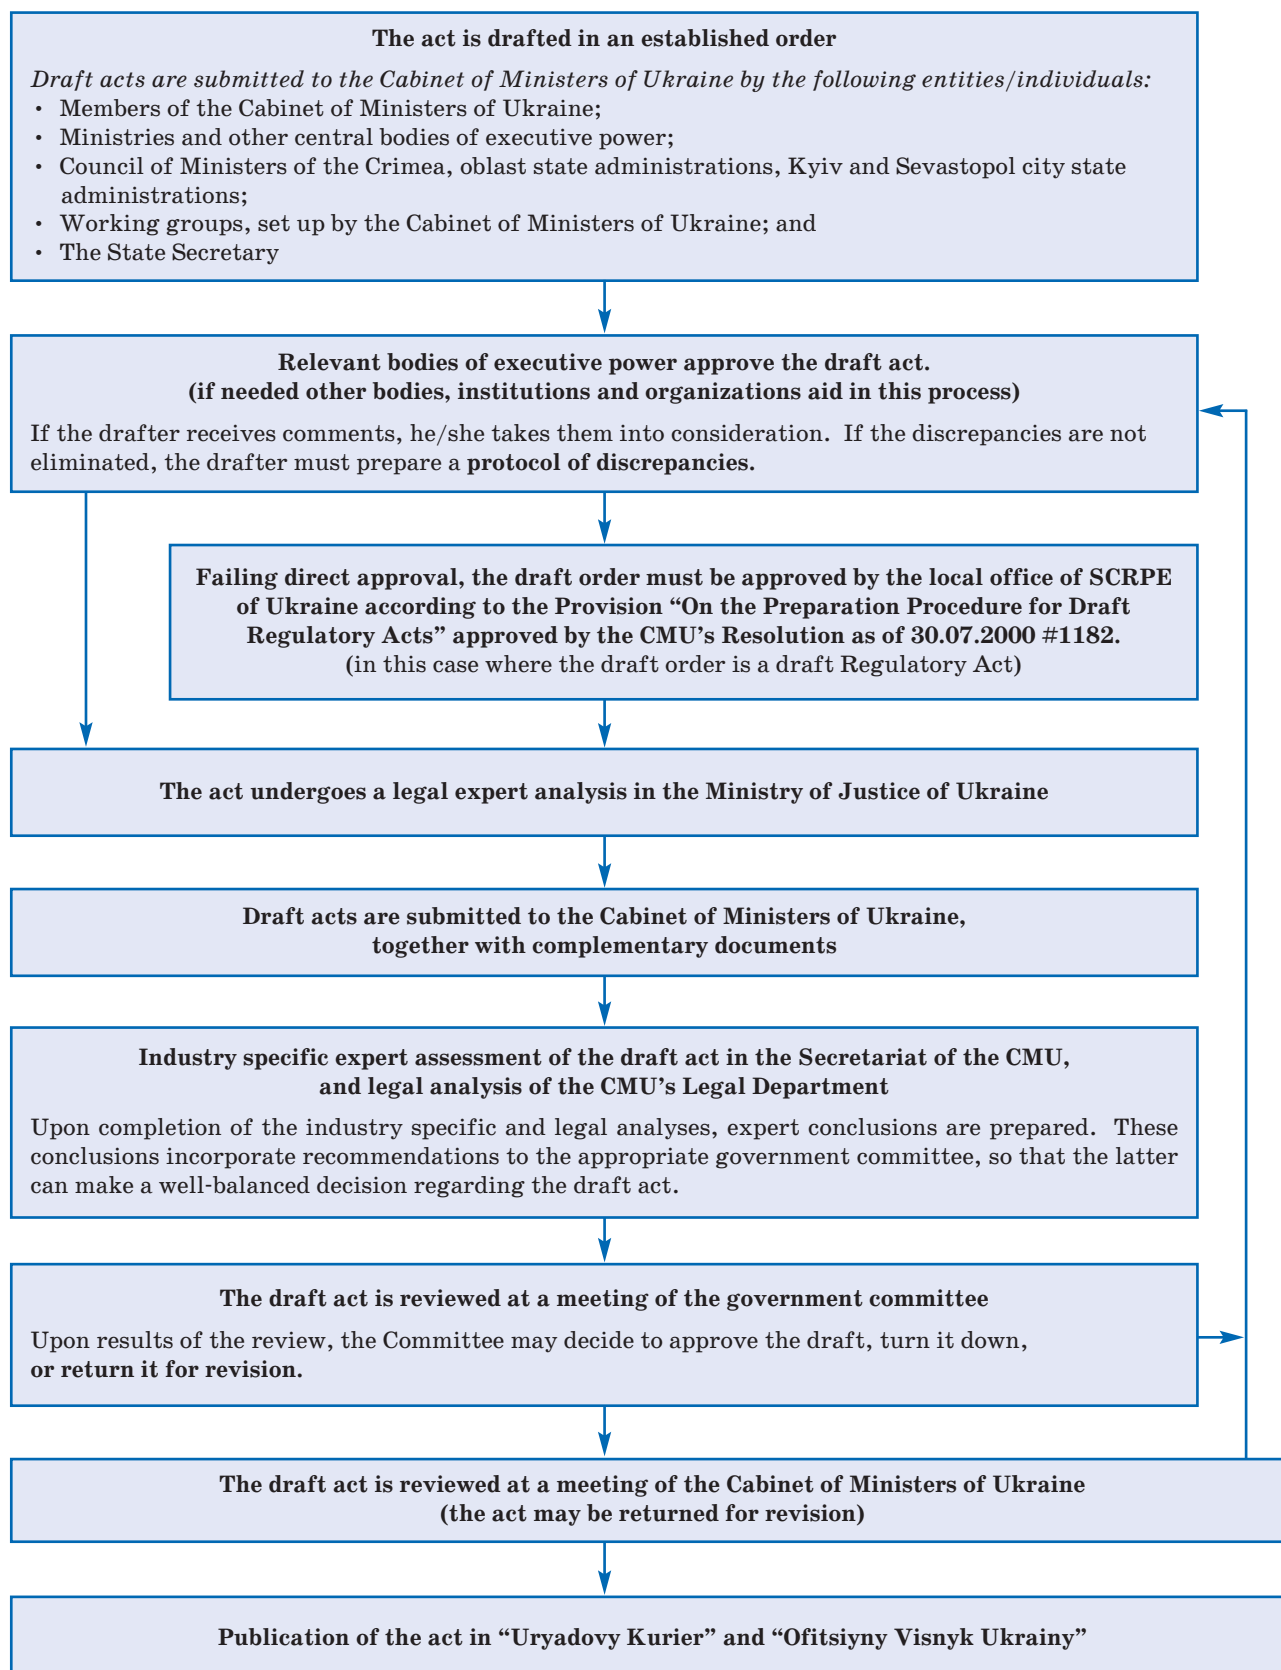 The act is drafted in an established order
Draft acts are submitted to the Cabinet of Ministers of Ukraine by the following entities/individuals:
• Members of the Cabinet of Ministers of Ukraine;
• Ministries and other central bodies of executive power;
• Council of Ministers of the Crimea, oblast state administrations, Kyiv and Sevastopol city state
administrations;
• Working groups, set up by the Cabinet of Ministers of Ukraine; and
• The State Secretary
Relevant bodies of executive power approve the draft act.
(if needed other bodies, institutions and organizations aid in this process)
If the drafter receives comments, he/she takes them into consideration. If the discrepancies are not
eliminated, the drafter must prepare a protocol of discrepancies.
Failing direct approval, the draft order must be approved by the local office of SCRPE
of Ukraine according to the Provision “On the Preparation Procedure for Draft
Regulatory Acts” approved by the CMU’s Resolution as of 30.07.2000 #1182.
(in this case where the draft order is a draft Regulatory Act)
The act undergoes a legal expert analysis in the Ministry of Justice of Ukraine
Draft acts are submitted to the Cabinet of Ministers of Ukraine,
together with complementary documents
Industry specific expert assessment of the draft act in the Secretariat of the CMU,
and legal analysis of the CMU’s Legal Department
Upon completion of the industry specific and legal analyses, expert conclusions are prepared. These
conclusions incorporate recommendations to the appropriate government committee, so that the latter
can make a well-balanced decision regarding the draft act.
The draft act is reviewed at a meeting of the government committee
Upon results of the review, the Committee may decide to approve the draft, turn it down,
or return it for revision.
The draft act is reviewed at a meeting of the Cabinet of Ministers of Ukraine
(the act may be returned for revision)
Publication of the act in “Uryadovy Kurier” and “Ofitsiyny Visnyk Ukrainy”